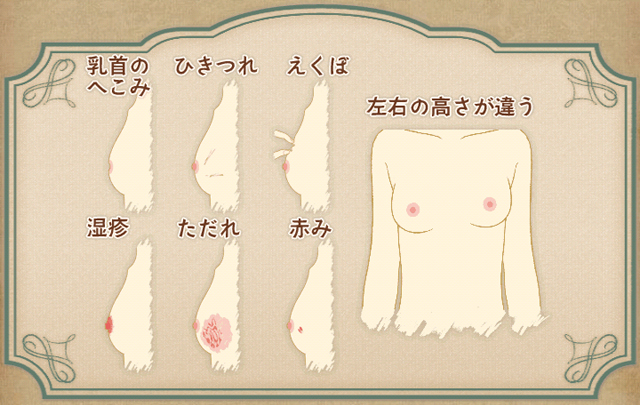 乳首の
へこみ
ひきつれ
えくぼ
左右の高さが違う
湿疹
ただれ
赤み